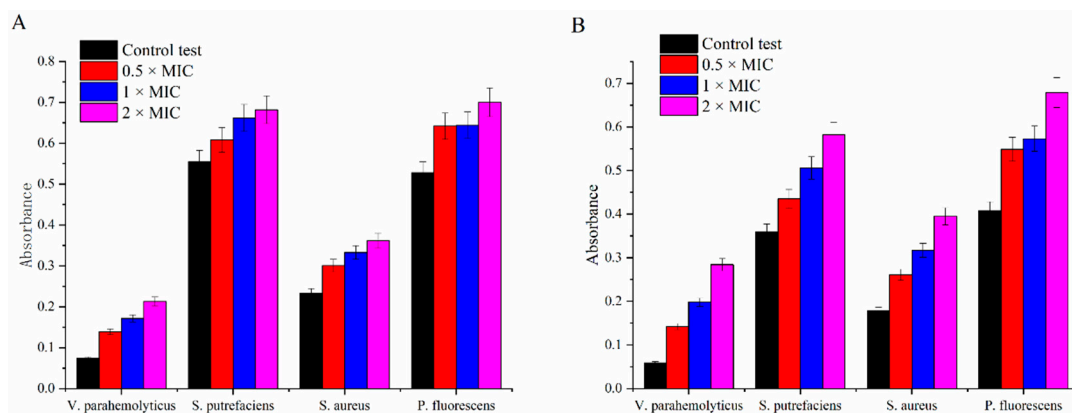 A
Control test
0.5 × MIC
1 × MIC
2 × MIC
Absorbance
0.8
0.7
0.6
0.5
0.4
0.3
0.2
0.1
0.0
V. parahemolyticus
S. putrefaciens
S. aureus
P. fluorescens
B
Control test
0.5 × MIC
1 × MIC
2 × MIC
Absorbance
0.7
0.6
0.5
0.4
0.3
0.2
0.1
0.0
V. parahemolyticus
S. putrefaciens
S. aureus
P. fluorescens